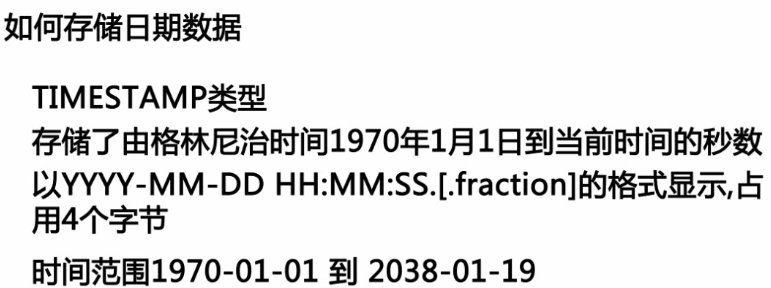 如何存储日期数据
TIMESTAMP类型
存储了由格林尼治时间1970年1月1日到当前时间的秒数
以YYYY-MM-DD HH:MM:SS.[.fraction]的格式显示,占
用4个字节
时间范围1970-01-01 到 2038-01-19